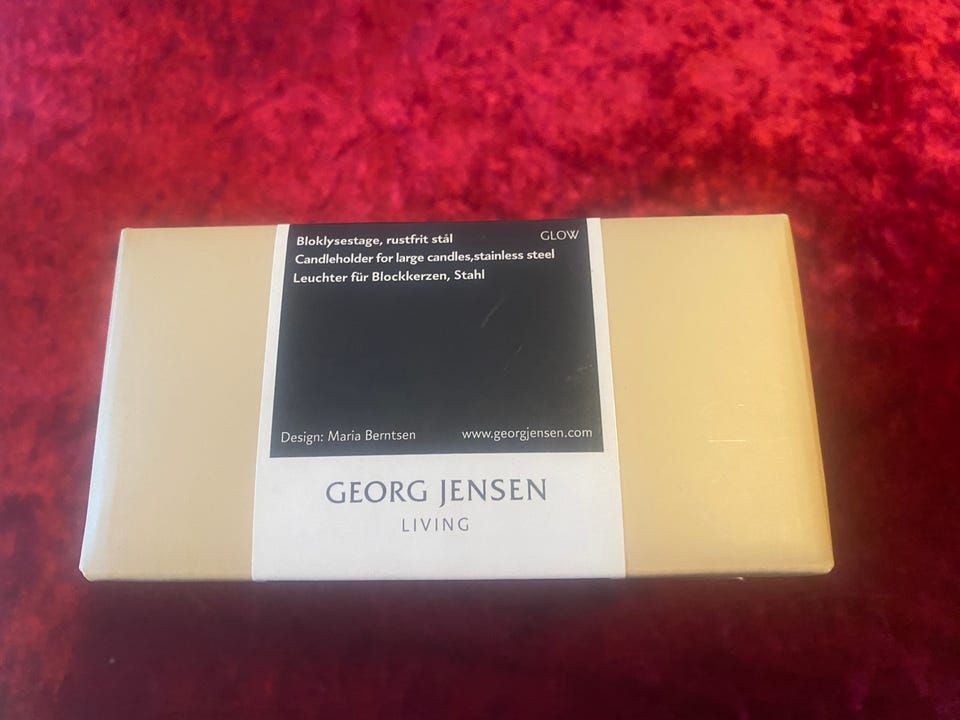 Bloklysestage, rustfrit stål GLOW
Candleholder for large candles,stainless steel
Leuchter für Blockkerzen, Stahl
Design: Maria Berntsen www.georgjensen.com
GEORG JENSEN
LIVING